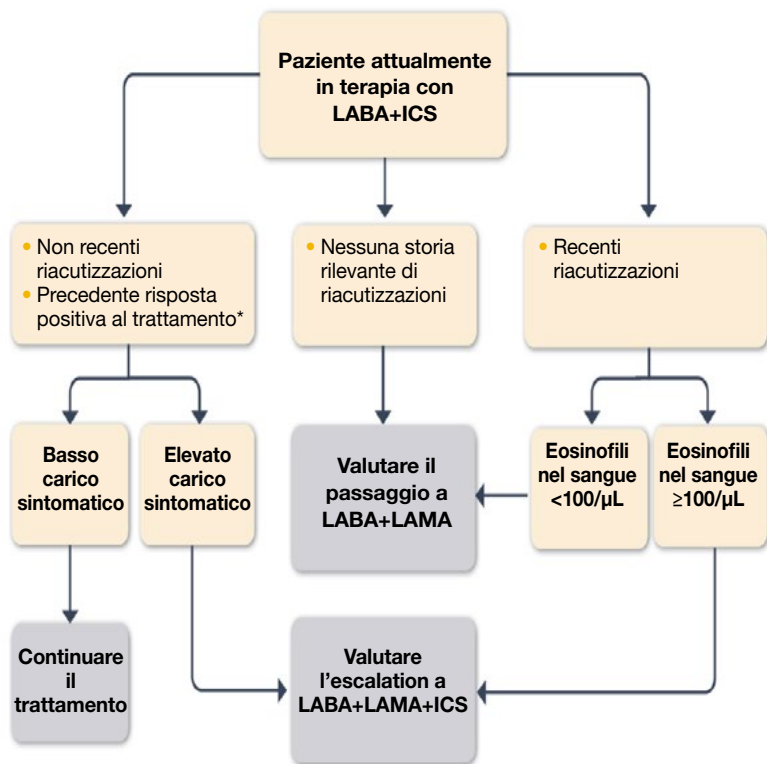 Paziente attualmente
in terapia con
LABA+ICS
• Non recenti
riacutizzazioni
• Precedente risposta
positiva al trattamento*
• Nessuna storia
rilevante di
riacutizzazioni
• Recenti
riacutizzazioni
Basso
carico
sintomatico
Elevato
carico
sintomatico
Valutare il
passaggio a
LABA+LAMA
Eosinofili
nel sangue
<100/µL
Eosinofili
nel sangue
≥100/µL
Continuare
il
trattamento
Valutare
l'escalation a
LABA+LAMA+ICS